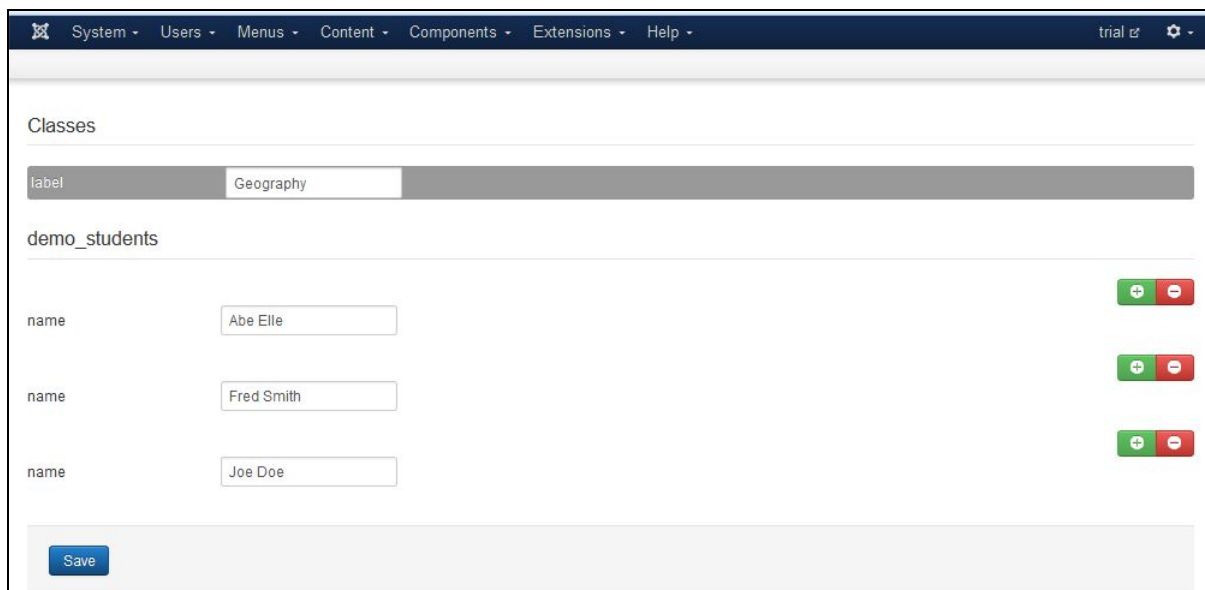 System Users Menus Content Components Extensions Help trial
Classes
label Geography
demo_students
name Abe Elle
name Fred Smith
name Joe Doe
Save